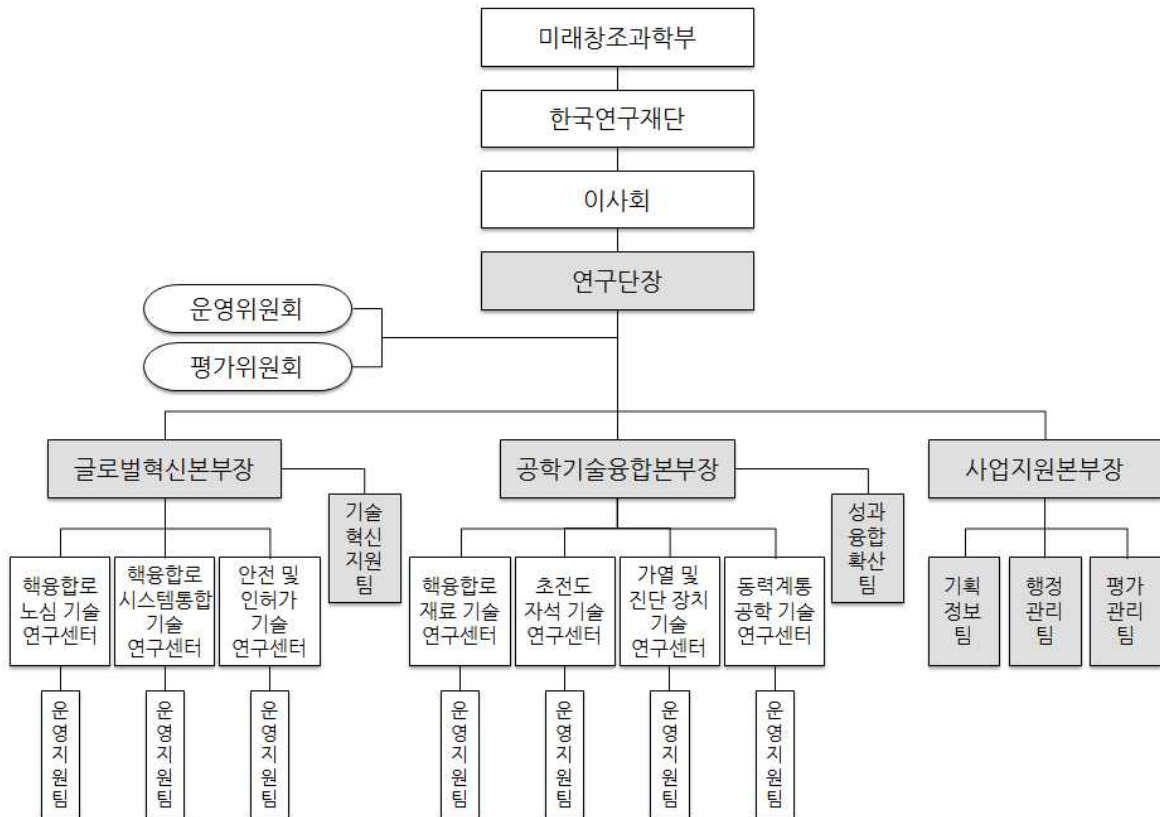 미래창조과학부
한국연구재단
이사회
연구단장
운영위원회
평가위원회
글로벌혁신본부장
공학기술융합본부장
사업지원본부장
기술
혁신
지원
팀
성과
융합
확산
팀
핵융합로
노심 기술
연구센터
핵융합로
시스템통합
기술
연구센터
안전 및
인허가
기술
연구센터
핵융합로
재료 기술
연구센터
초전도
자석 기술
연구센터
가열 및
진단 장치
기술
연구센터
동력계통
공학 기술
연구센터
기획
정보
팀
행정
관리
팀
평가
관리
팀
운
영
지
원
팀
운
영
지
원
팀
운
영
지
원
팀
운
영
지
원
팀
운
영
지
원
팀
운
영
지
원
팀
운
영
지
원
팀